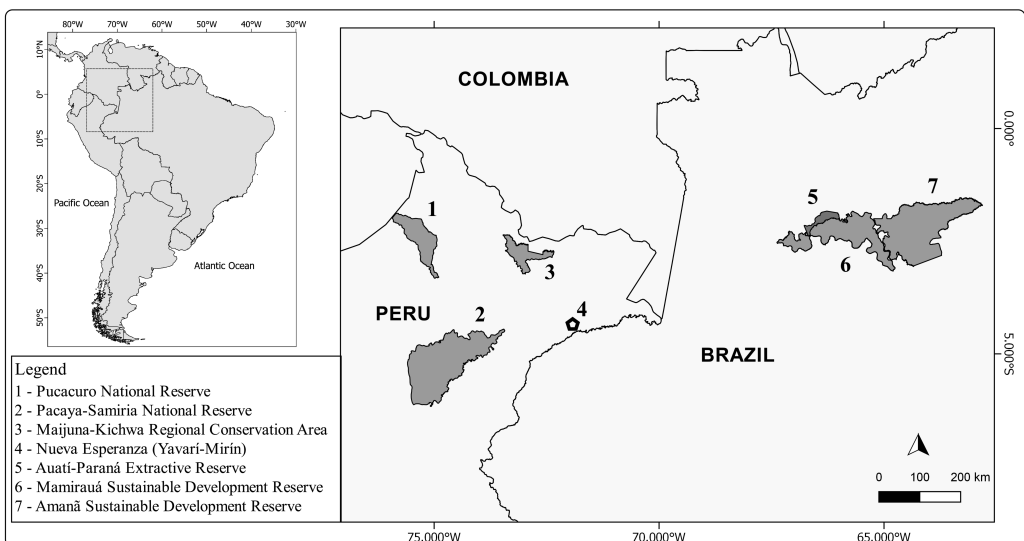 80°W 70°W 60°W 50°W 40°W 30°W
10°N
0°
10°S
20°S
30°S
40°S
50°S
Pacific Ocean
Atlantic Ocean
COLOMBIA
PERU
BRAZIL
1
2
3
4
5
6
7
0.000°
5.000°S
75.000°W 70.000°W 65.000°W
0 100 200 km
Legend
1 - Pucacuro National Reserve
2 - Pacaya-Samiria National Reserve
3 - Maijuna-Kichwa Regional Conservation Area
4 - Nueva Esperanza (Yavarí-Mirín)
5 - Auatí-Paraná Extractive Reserve
6 - Mamirauá Sustainable Development Reserve
7 - Amanã Sustainable Development Reserve